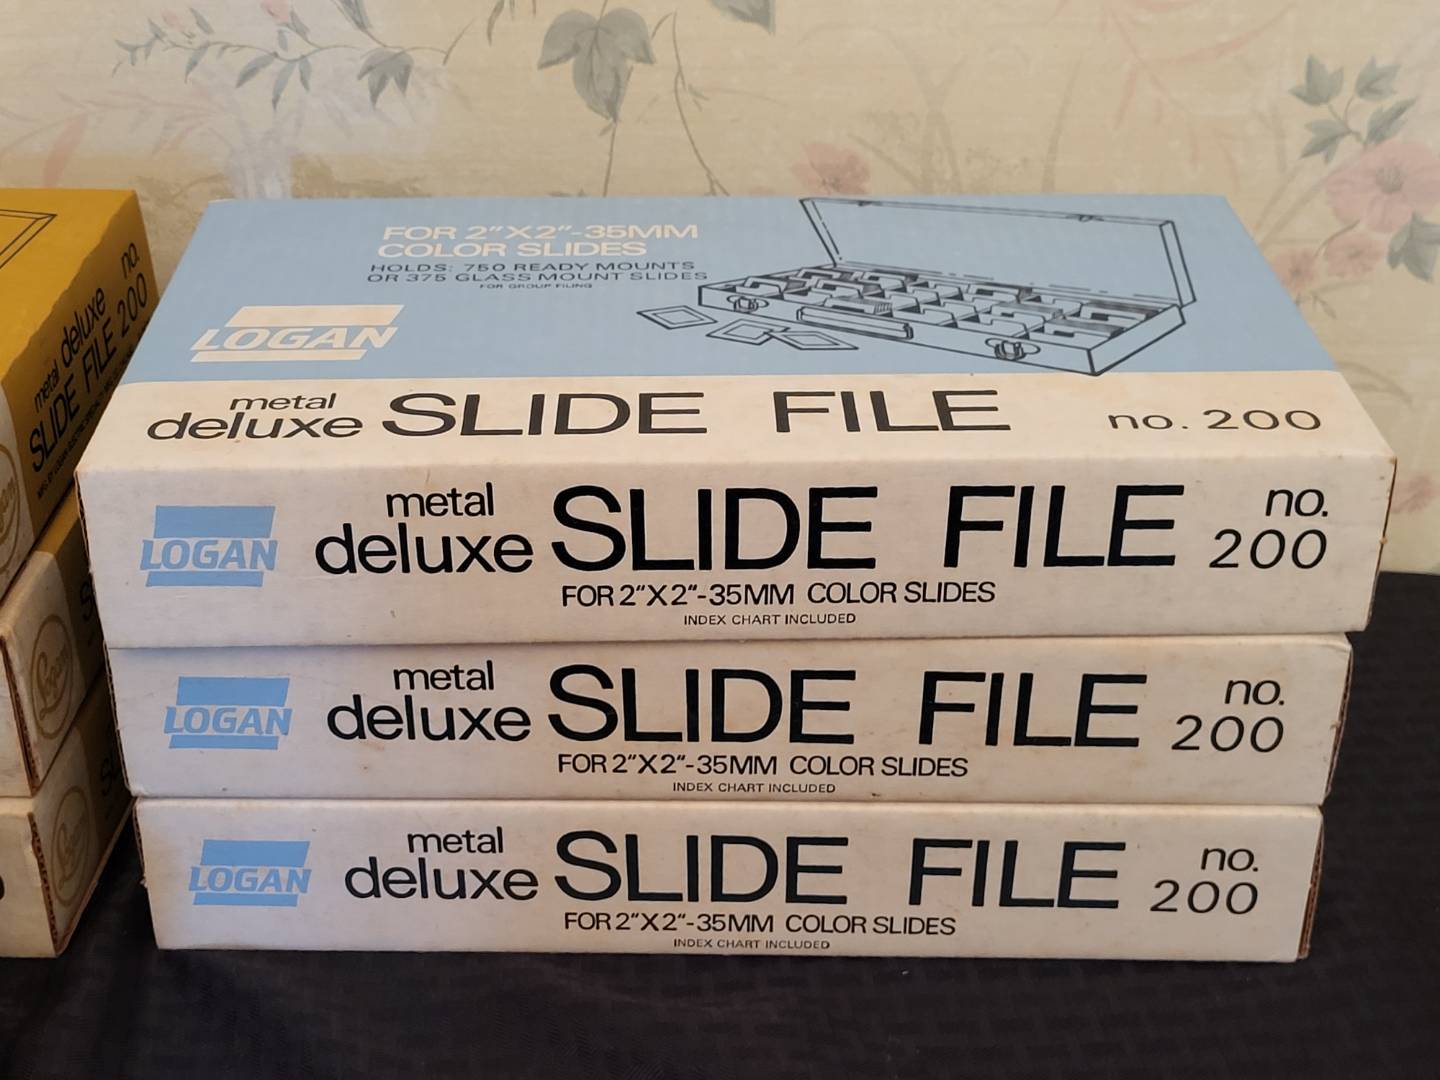 no.
metal deluxe
SLIDE FILE 200
FOR 2"X2"-35MM
COLOR SLIDES
HOLDS: 750 READY MOUNTS
OR 375 GLASS MOUNT SLIDES
FOR GROUP FILING
LOGAN
metal
deluxe SLIDE FILE no. 200
LOGAN
metal
deluxe SLIDE FILE no.
200
FOR 2"X2"-35MM COLOR SLIDES
INDEX CHART INCLUDED
LOGAN
metal
deluxe SLIDE FILE no.
200
FOR 2"X2"-35MM COLOR SLIDES
INDEX CHART INCLUDED
LOGAN
metal
deluxe SLIDE FILE no.
200
FOR 2"X2"-35MM COLOR SLIDES
INDEX CHART INCLUDED
Logan